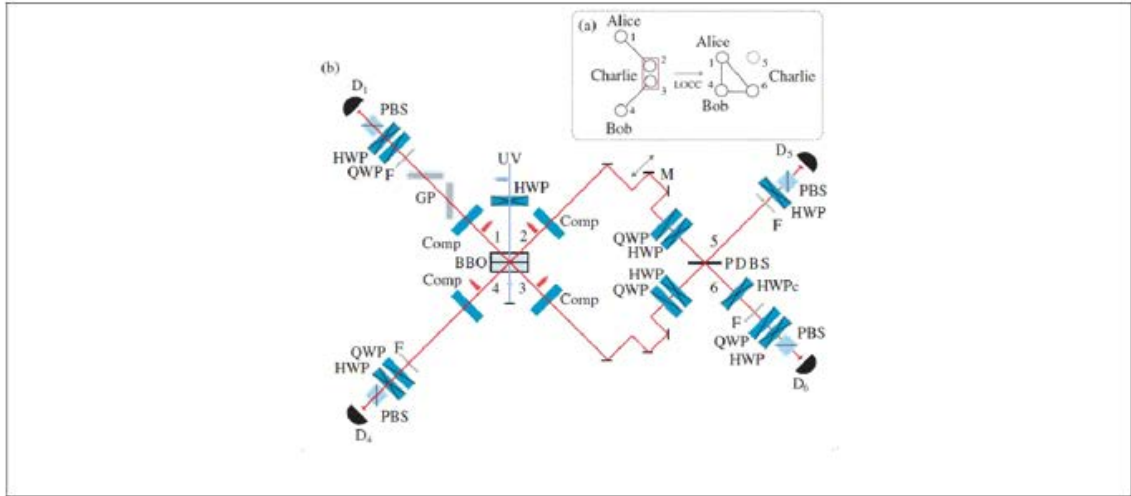 (a)
Alice
1
2
Charlie
3
4
Bob
LOCC
Alice
1
5
4
6
Charlie
Bob
(b)
D1
PBS
HWP
QWP
F
GP
Comp
UV
HWP
1
2
Comp
BBO
Comp
4
3
Comp
QWP
F
HWP
PBS
D4
M
QWP
HWP
HWP
QWP
5
PDBS
6
D5
PBS
HWP
F
HWPc
F
QWP
HWP
PBS
D6